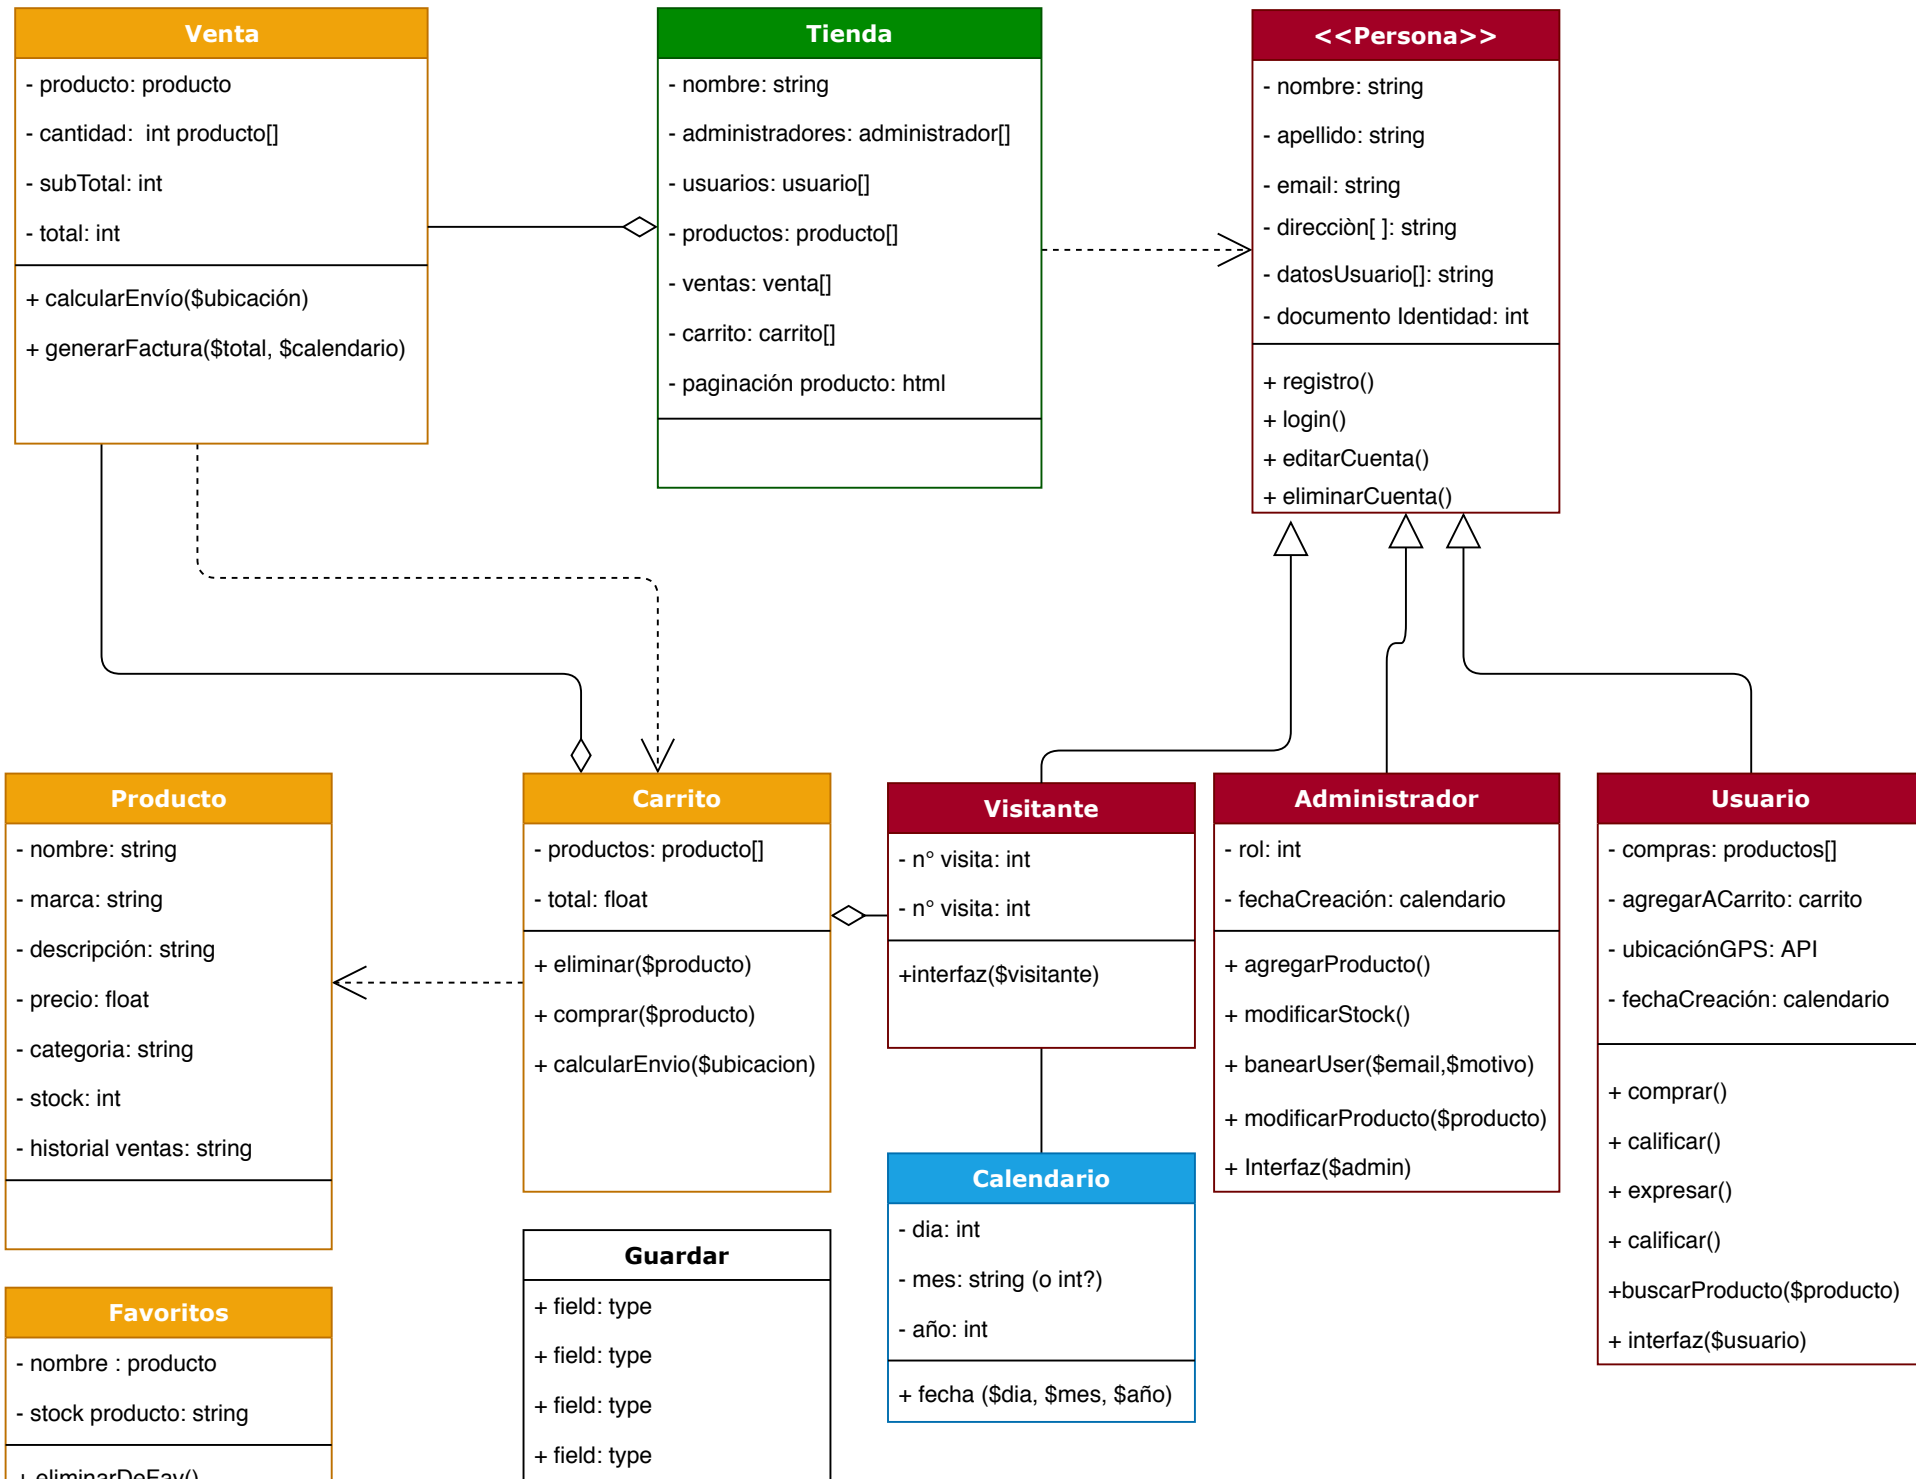 Venta
- producto: producto
- cantidad:  int producto[]
- subTotal: int
- total: int
+ calcularEnvío($ubicación)
+ generarFactura($total, $calendario)
Tienda
- nombre: string
- administradores: administrador[]
- usuarios: usuario[]
- productos: producto[]
- ventas: venta[]
- carrito: carrito[]
- paginación producto: html
<<Persona>>
- nombre: string
- apellido: string
- email: string
- direcciòn[ ]: string
- datosUsuario[]: string
- documento Identidad: int
+ registro()
+ login()
+ editarCuenta()
+ eliminarCuenta()
Producto
- nombre: string
- marca: string
- descripción: string
- precio: float
- categoria: string
- stock: int
- historial ventas: string
Carrito
- productos: producto[]
- total: float
+ eliminar($producto)
+ comprar($producto)
+ calcularEnvio($ubicacion)
Visitante
- n° visita: int
- n° visita: int
+interfaz($visitante)
Administrador
- rol: int
- fechaCreación: calendario
+ agregarProducto()
+ modificarStock()
+ banearUser($email,$motivo)
+ modificarProducto($producto)
+ Interfaz($admin)
Usuario
- compras: productos[]
- agregarACarrito: carrito
- ubicaciónGPS: API
- fechaCreación: calendario
+ comprar()
+ calificar()
+ expresar()
+ calificar()
+buscarProducto($producto)
+ interfaz($usuario)
Calendario
- dia: int
- mes: string (o int?)
- año: int
+ fecha ($dia, $mes, $año)
Guardar
+ field: type
+ field: type
+ field: type
+ field: type
Favoritos
- nombre : producto
- stock producto: string
+ eliminarDeFav()